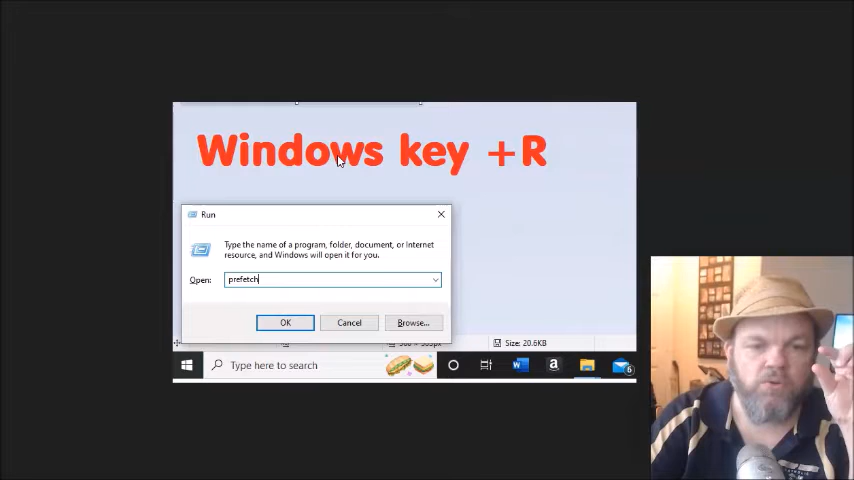 Windows key +R
Run
Type the name of a program, folder, document, or Internet
resource, and Windows will open it for you.
Open: prefetch
OK Cancel Browse...
Size: 20.6KB
Type here to search
W a 6